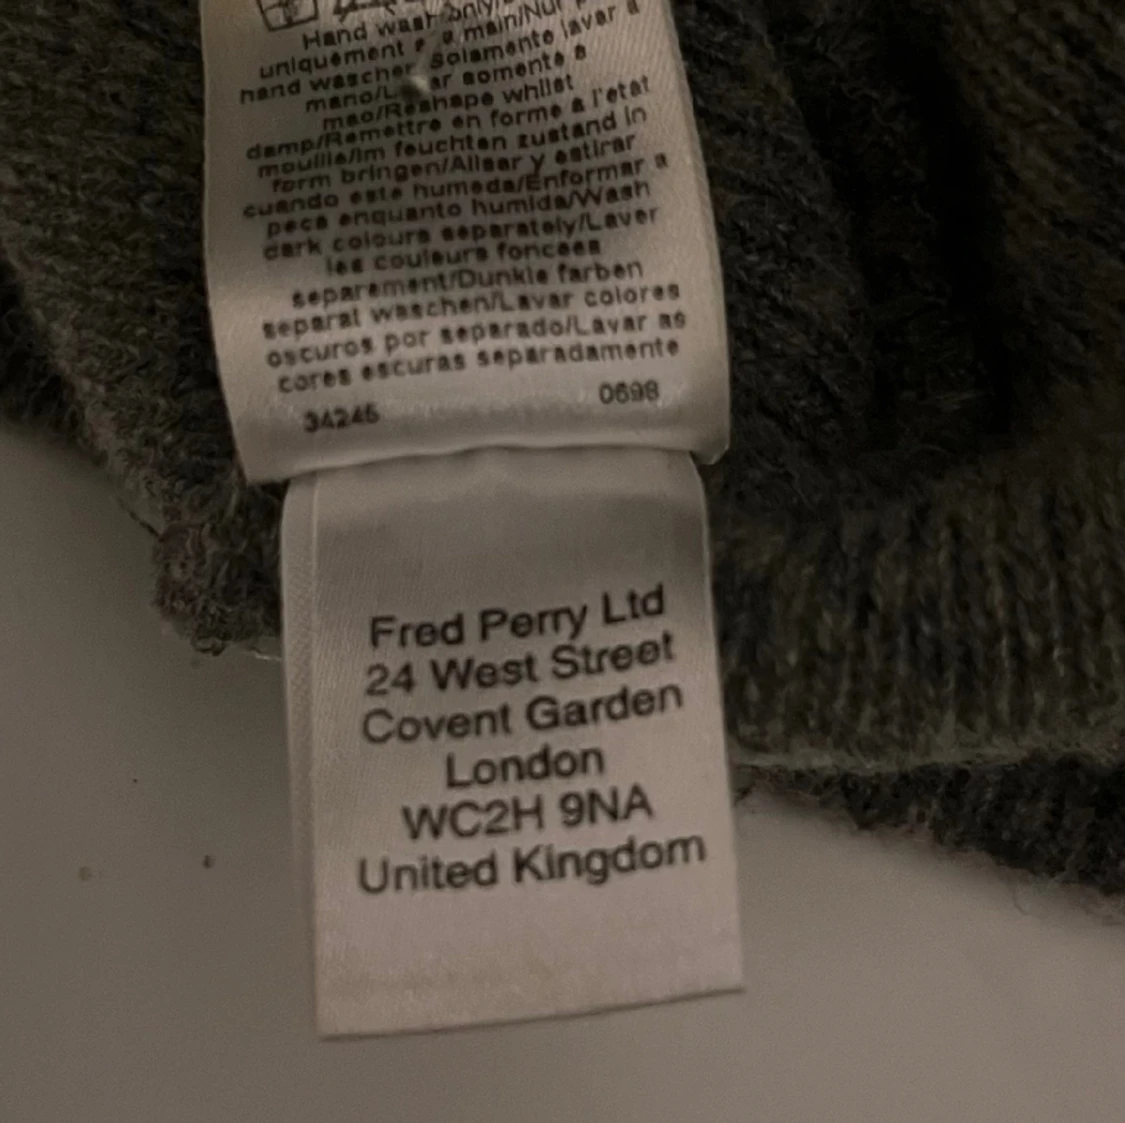 Hand wash only/
uniquement main/Nur
hand waschen/Solamente lavar a
mano/Lavar somente a
mao/Reshape whilst
damp/Remettre en forme a l'etat
mouille/Im feuchten zustand in
form bringen/Alisar y estirar
cuando este humeda/Enformar a
peca enquanto humida/Wash
dark colours separately/Laver
les couleurs foncees
separement/Dunkle farben
separat waschen/Lavar colores
oscuros por separado/Lavar as
cores escuras separadamente
34245 0698
Fred Perry Ltd
24 West Street
Covent Garden
London
WC2H 9NA
United Kingdom